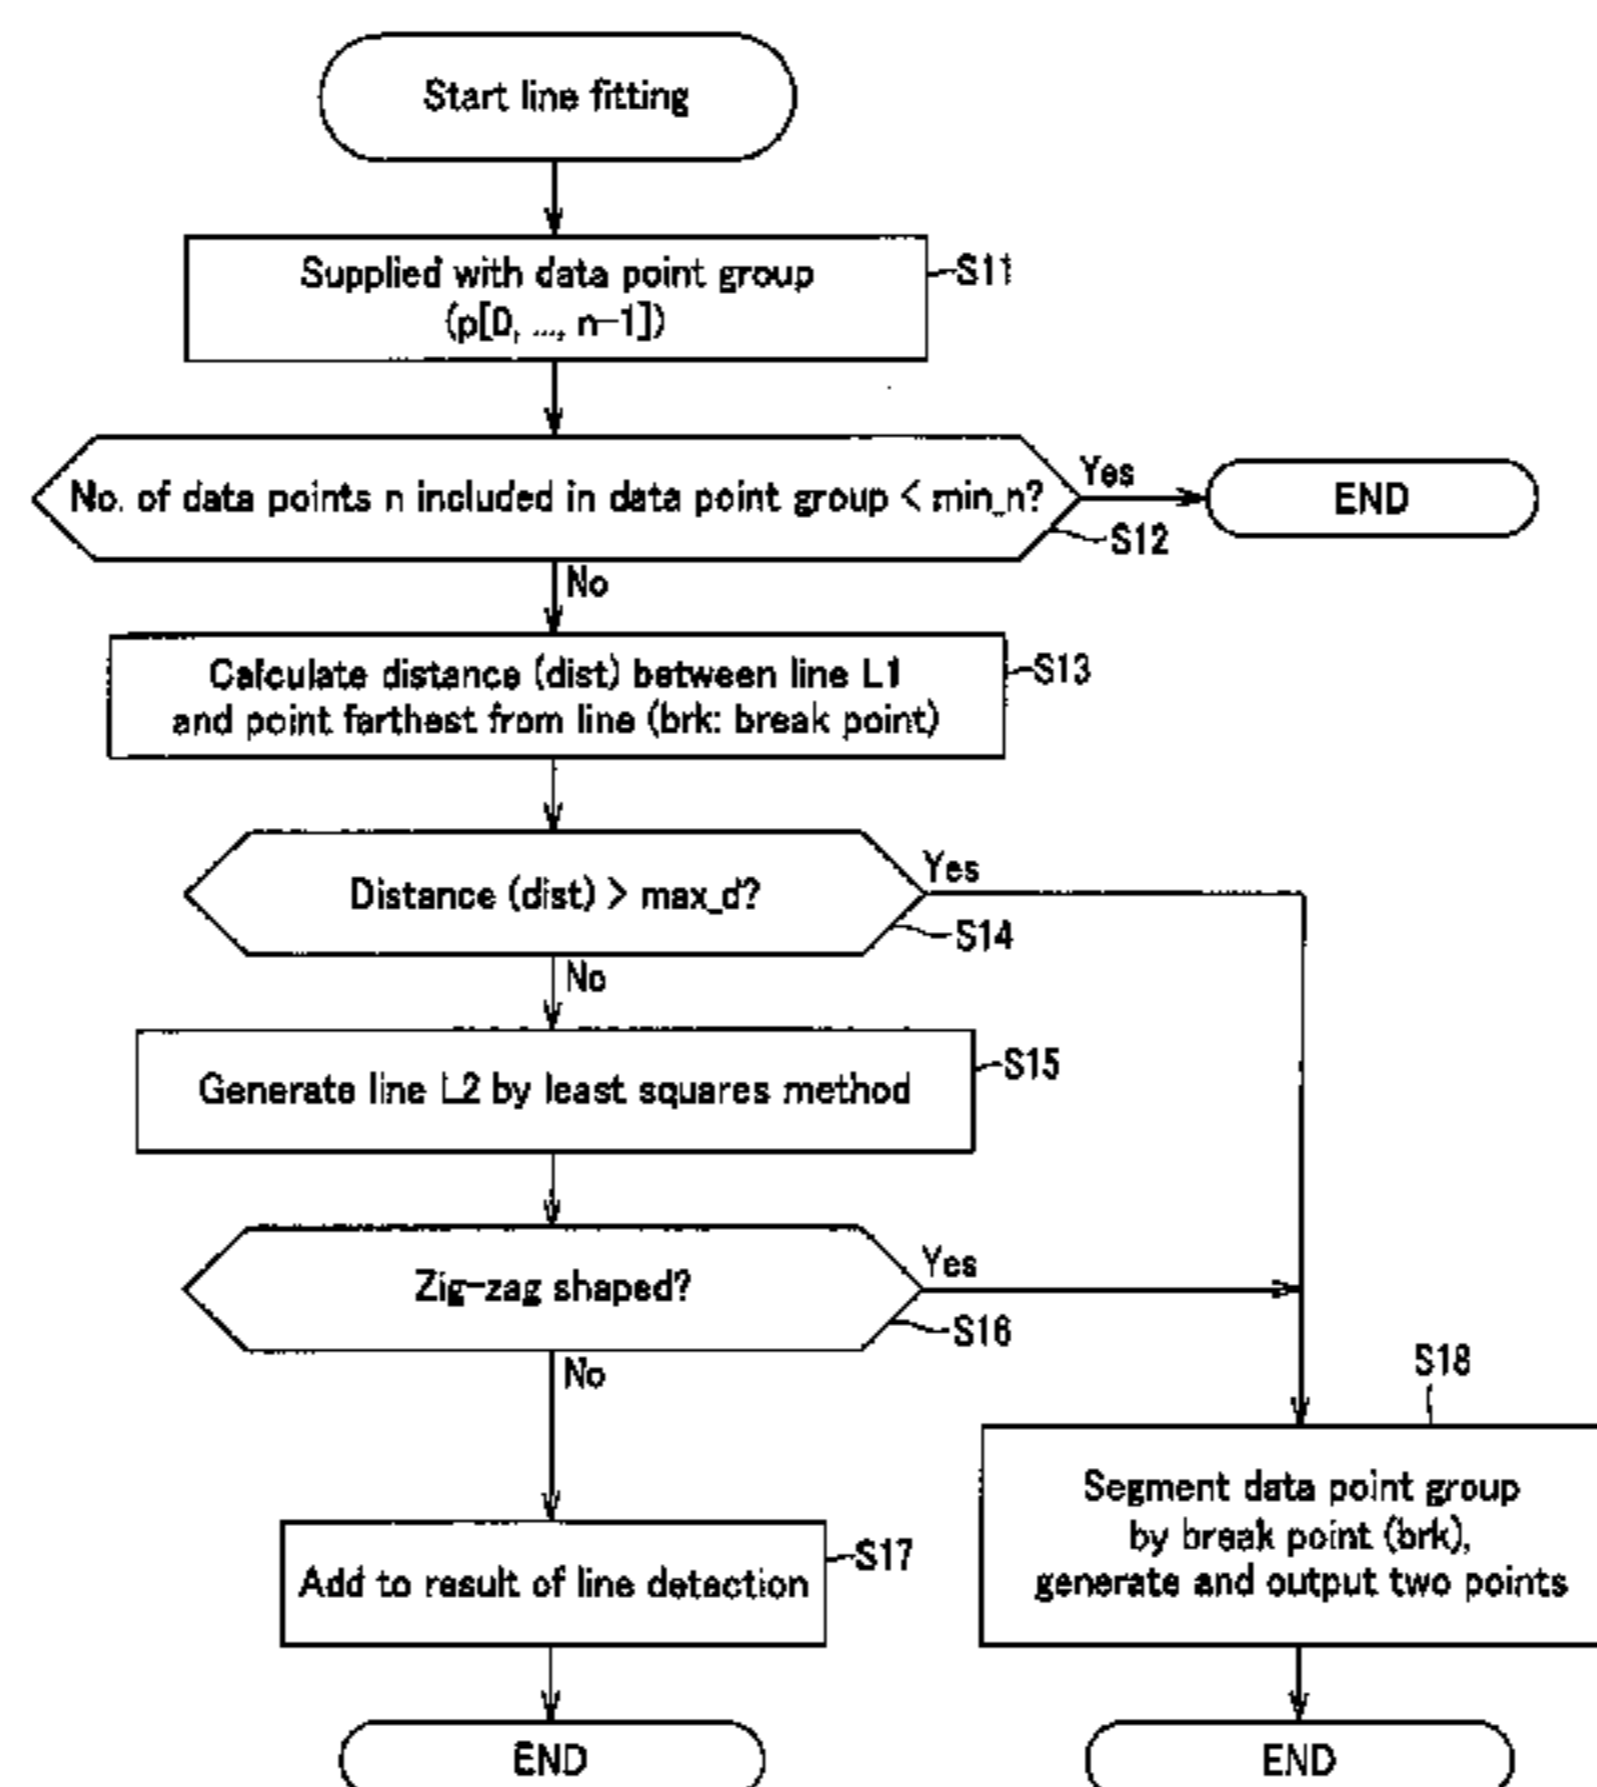 Start line fitting
Supplied with data point group
(p[0, ..., n-1])
S11
No. of data points n included in data point group < min_n?
Yes
END
S12
No
Calculate distance (dist) between line L1
and point farthest from line (brk: break point)
S13
Distance (dist) > max_d?
Yes
S14
No
Generate line L2 by least squares method
S15
Zig-zag shaped?
Yes
S16
No
S18
Segment data point group
by break point (brk),
generate and output two points
Add to result of line detection
S17
END
END